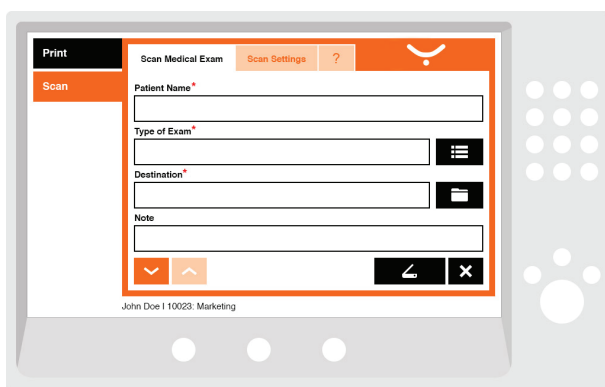 Print
Scan
Scan Medical Exam
Scan Settings
?
Patient Name*
Type of Exam*
Destination*
Note
John Doe I 10023: Marketing